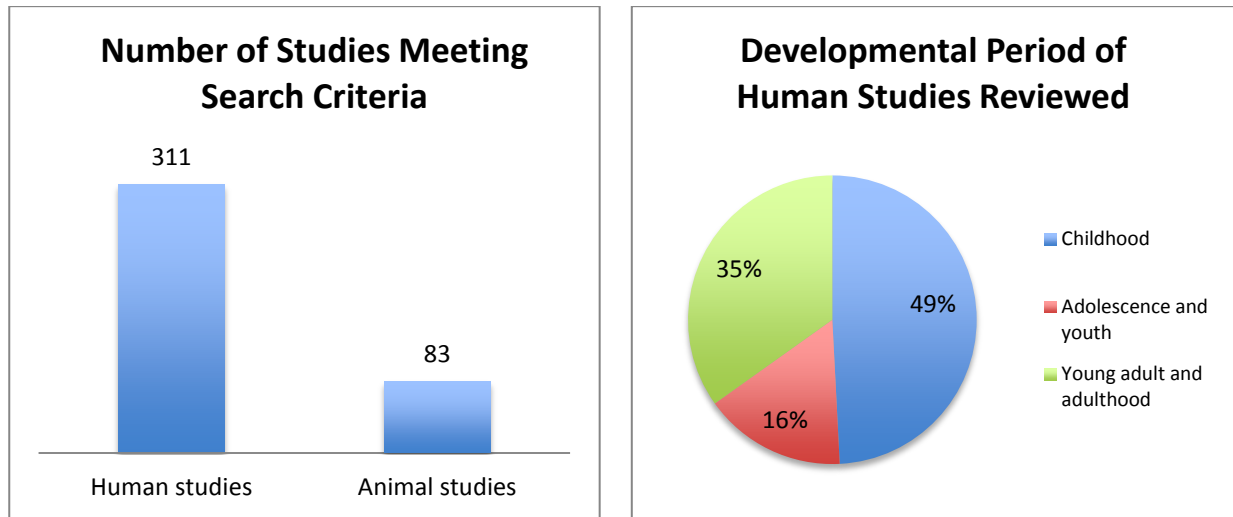 Number of Studies Meeting
Search Criteria
311
83
Human studies
Animal studies
Developmental Period of
Human Studies Reviewed
35%
49%
16%
Childhood
Adolescence and
youth
Young adult and
adulthood